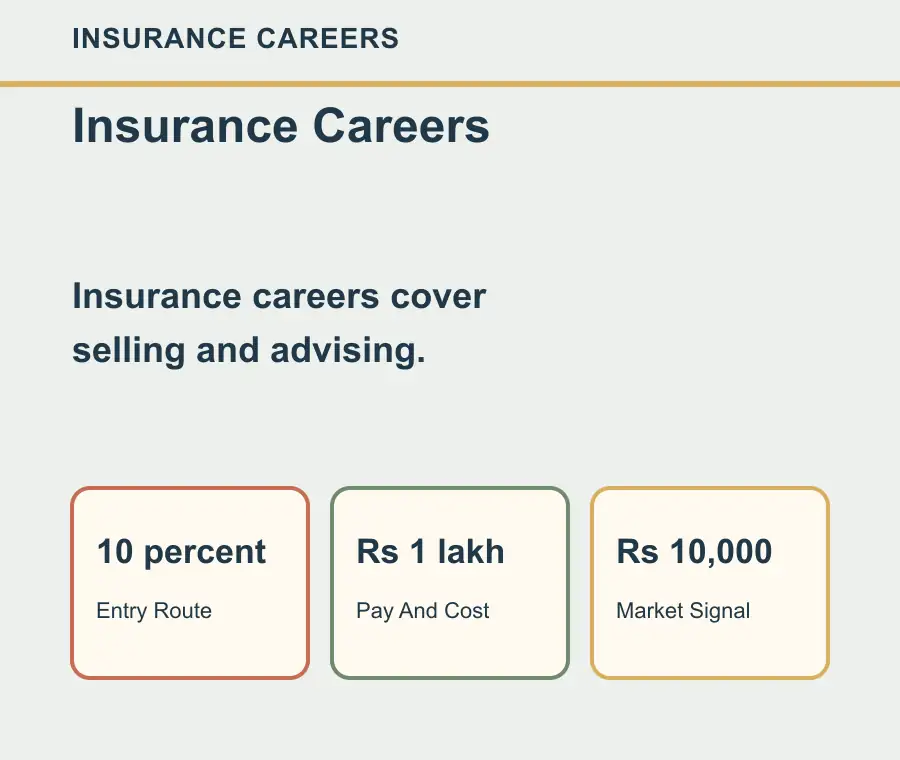 INSURANCE CAREERS
Insurance Careers
Insurance careers cover
selling and advising.
10 percent
Entry Route
Rs 1 lakh
Pay And Cost
Rs 10,000
Market Signal